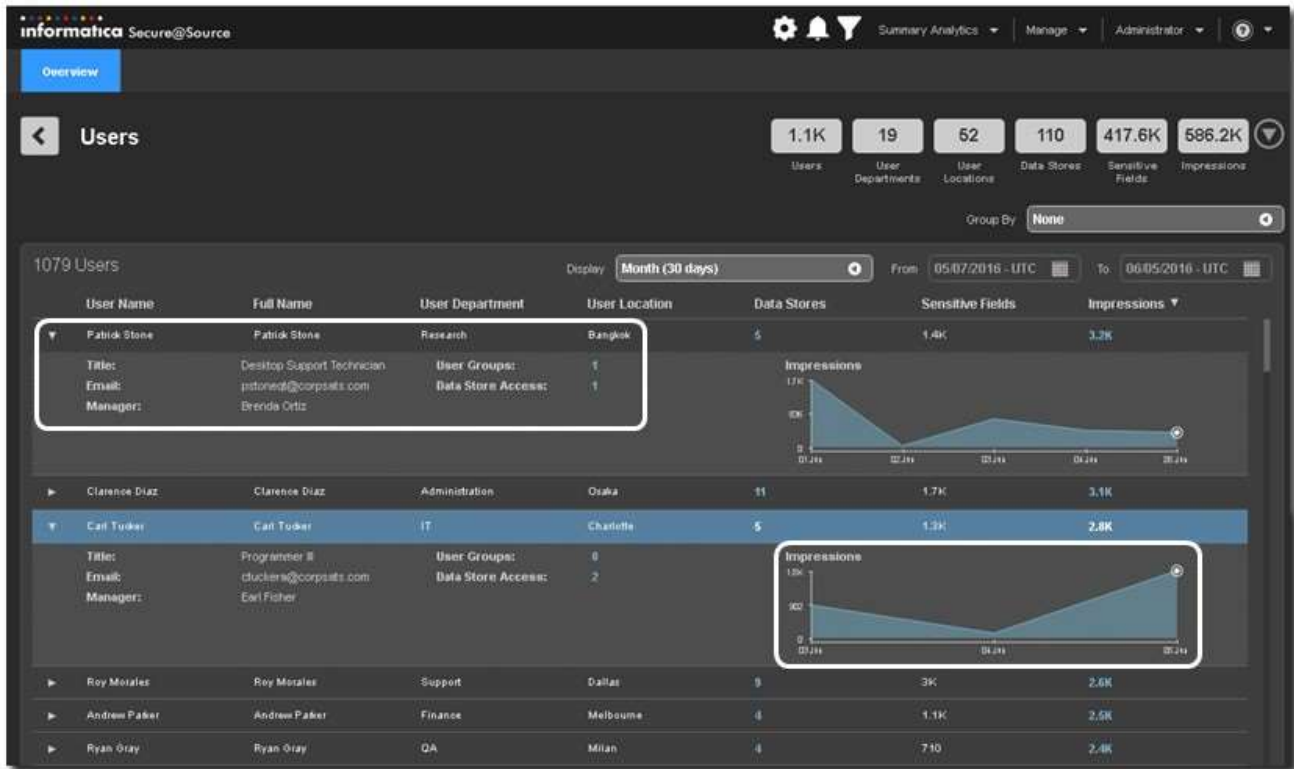 informatica Secure@Source
Summary Analytics Manage Administrator ?
Overview
Users
1.1K 19 52 110 417.6K 586.2K
Users User Departments User Locations Data Stores Sensitive Fields Impressions
Group By None
1079 Users Display Month (30 days) From 05/07/2016 - UTC To 06/05/2016 - UTC
User Name Full Name User Department User Location Data Stores Sensitive Fields Impressions
Patrick Stone Patrick Stone Research Bangkok 5 1.4K 3.2K
Title: Desktop Support Technician User Groups: 1 Impressions
Email: pstoneqt@corpsats.com Data Store Access: 1
Manager: Brenda Ortiz
1.7K
0
Clarence Diaz Clarence Diaz Administration Osaka 11 1.7K 3.1K
Carl Tucker Carl Tucker IT Charlotte 5 1.3K 2.8K
Title: Programmer III User Groups: 0 Impressions
Email: ctuckera@corpsats.com Data Store Access: 2
Manager: Earl Fisher
902
0
Roy Morales Roy Morales Support Dallas 9 3K 2.6K
Andrew Parker Andrew Parker Finance Melbourne 4 1.1K 2.5K
Ryan Gray Ryan Gray QA Milan 4 710 2.4K